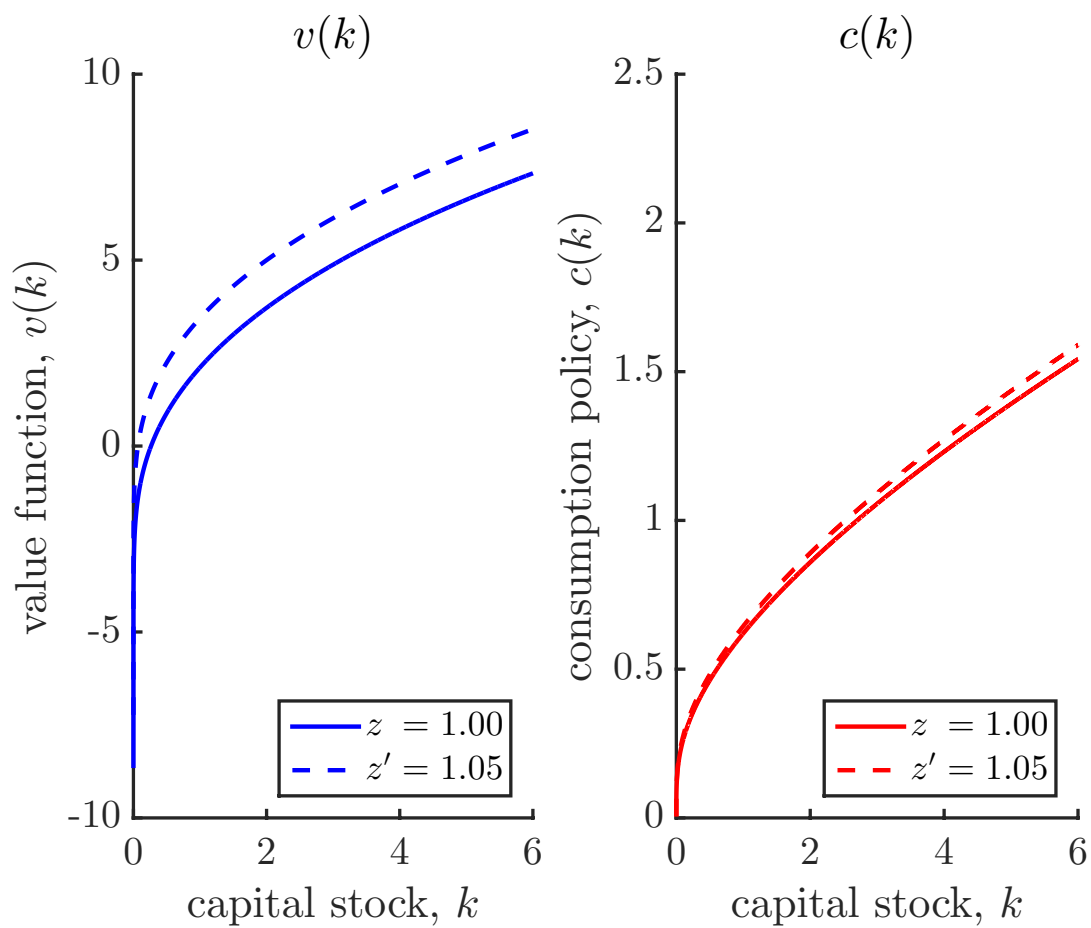 v(k)
10
5
0
-5
-10
value function, v(k)
z = 1.00
z′ = 1.05
0 2 4 6
capital stock, k
c(k)
2.5
2
1.5
1
0.5
0
consumption policy, c(k)
z = 1.00
z′ = 1.05
0 2 4 6
capital stock, k